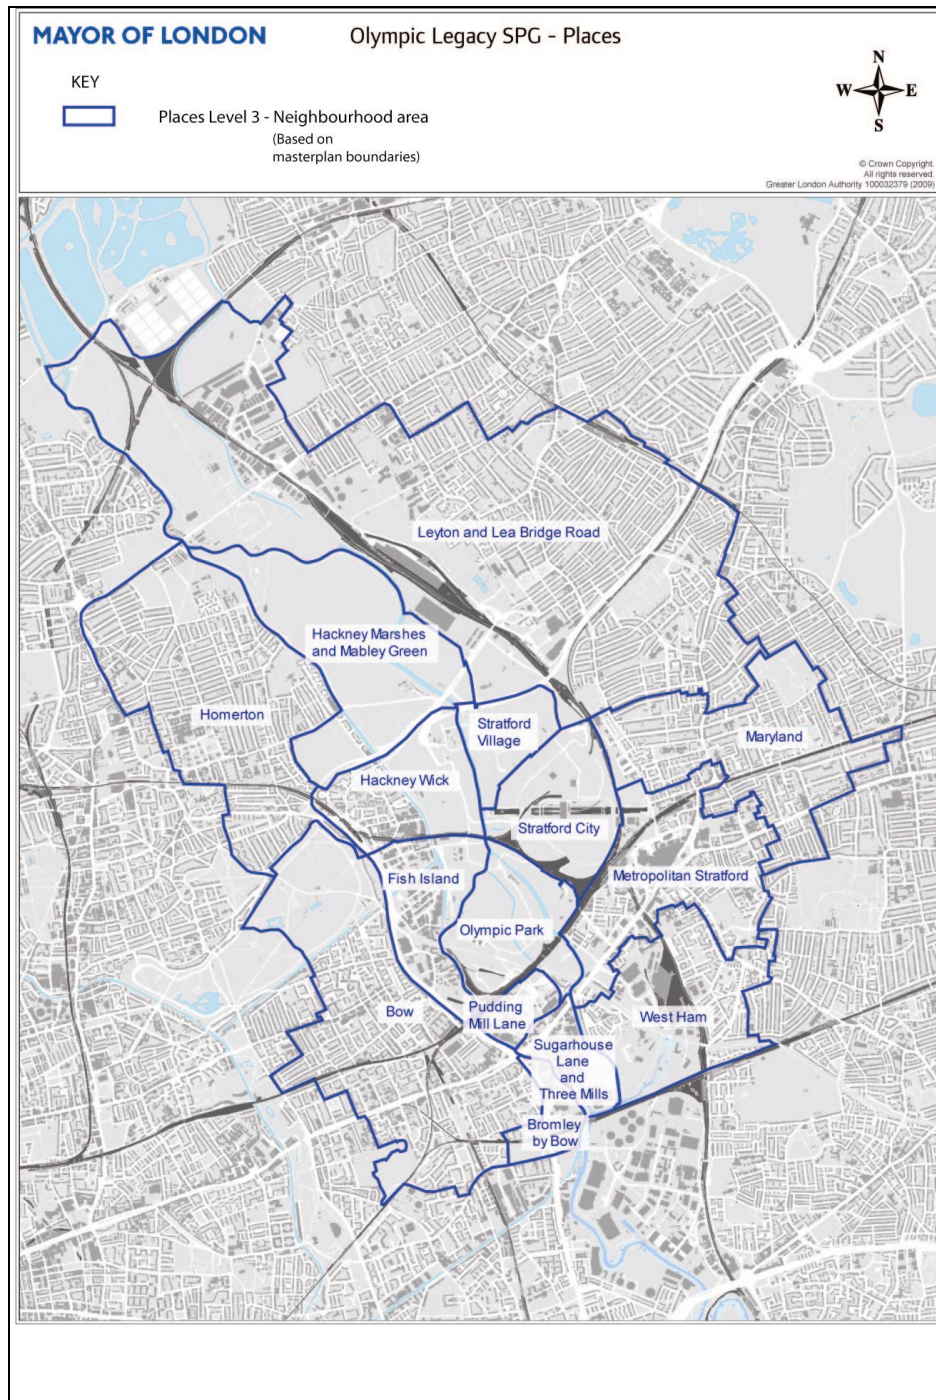 MAYOR OF LONDON
Olympic Legacy SPG - Places
KEY
Places Level 3 - Neighbourhood area
(Based on
masterplan boundaries)
N
W E
S
© Crown Copyright.
All rights reserved.
Greater London Authority 100032379 (2009)
Leyton and Lea Bridge Road
Hackney Marshes
and Mabley Green
Homerton
Stratford
Village
Maryland
Hackney Wick
Stratford City
Fish Island
Metropolitan Stratford
Olympic Park
Bow
Pudding
Mill Lane
West Ham
Sugarhouse
Lane
and
Three Mills
Bromley
by Bow